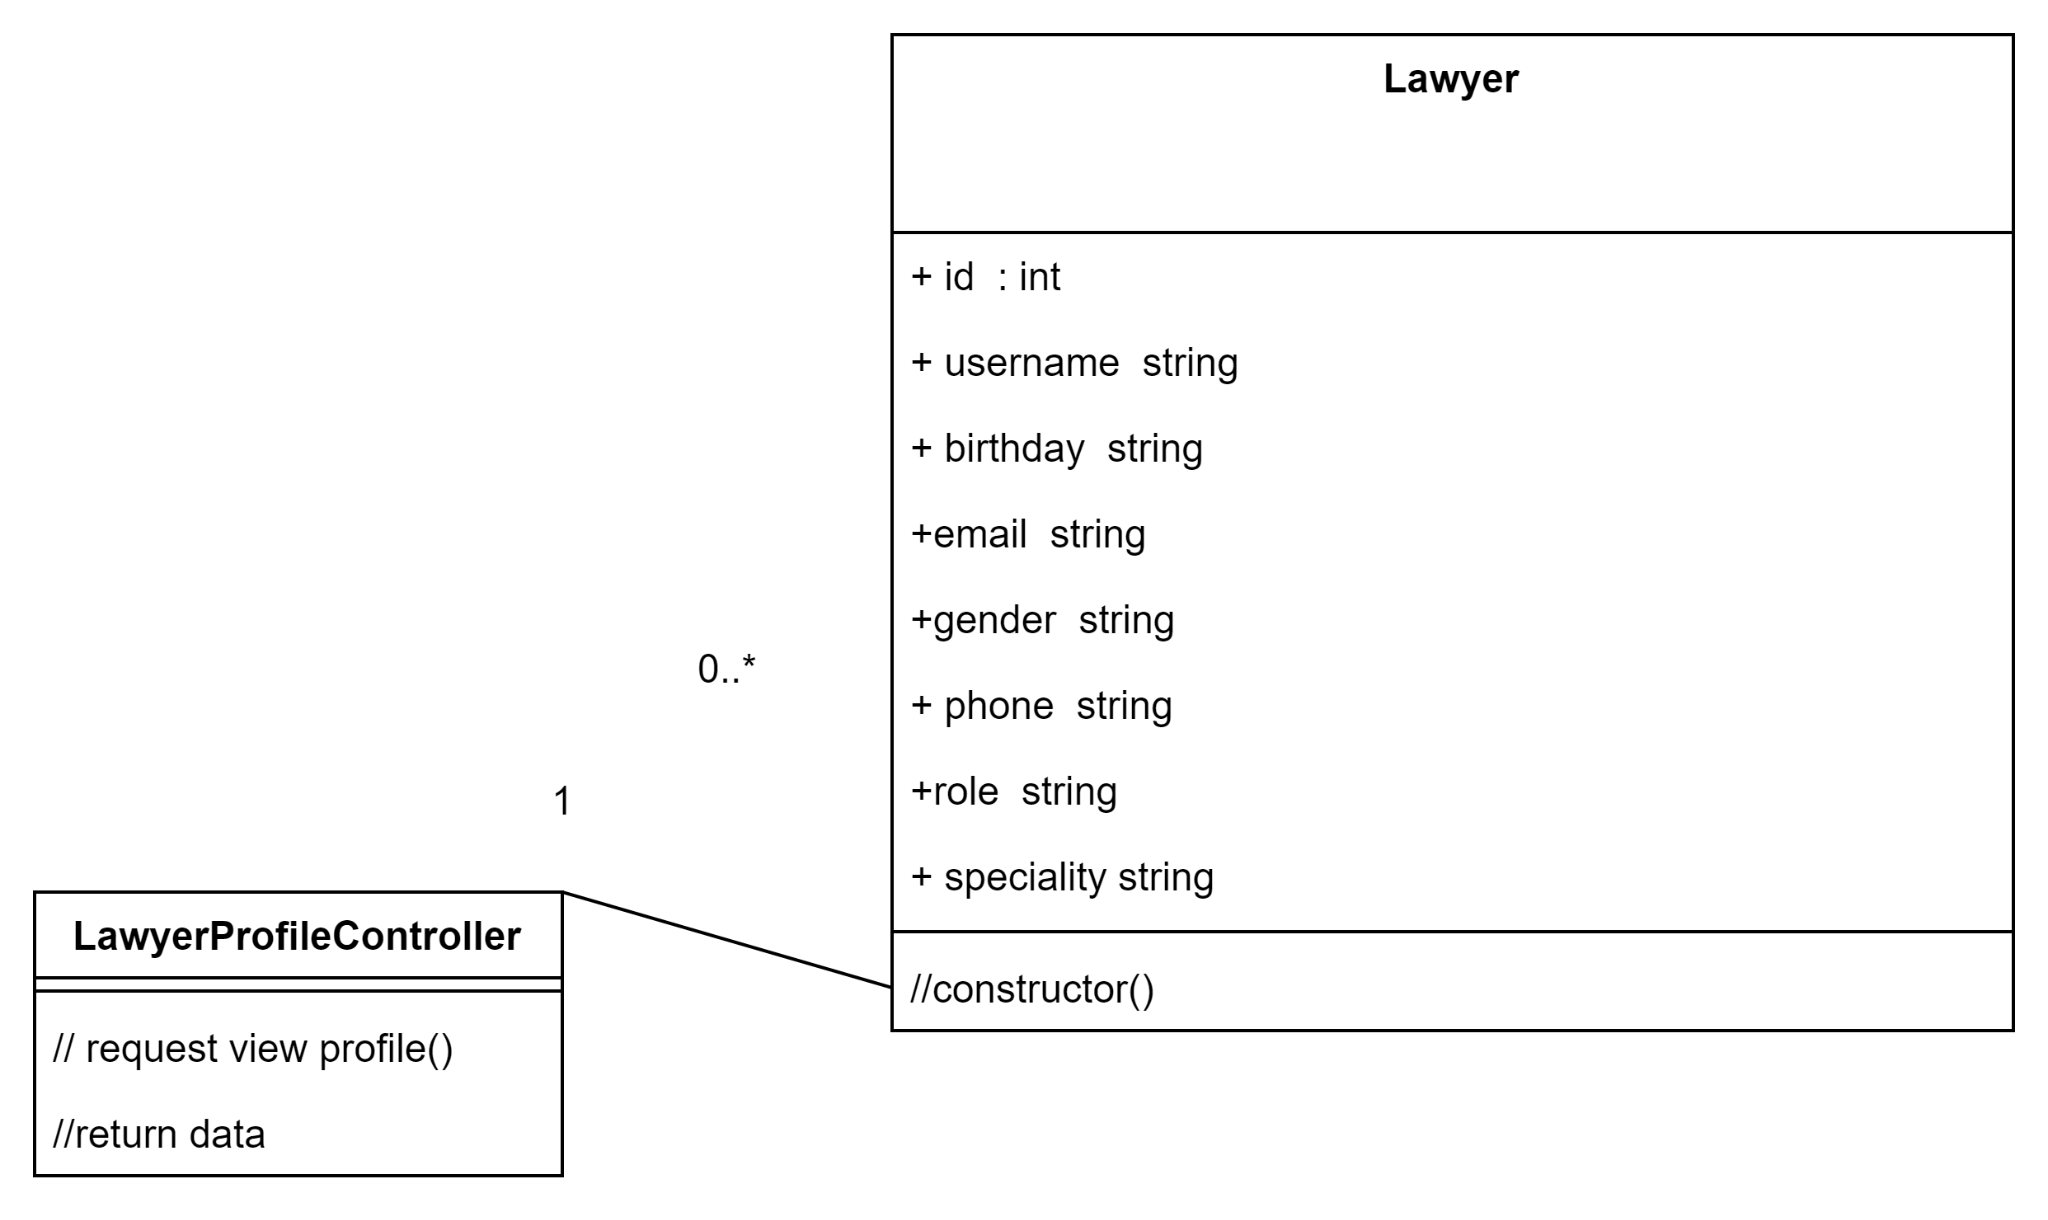 Lawyer
+ id  : int
+ username  string
+ birthday  string
+email  string
+gender  string
+ phone  string
+role  string
+ speciality string
//constructor()
0..*
1
LawyerProfileController
// request view profile()
//return data